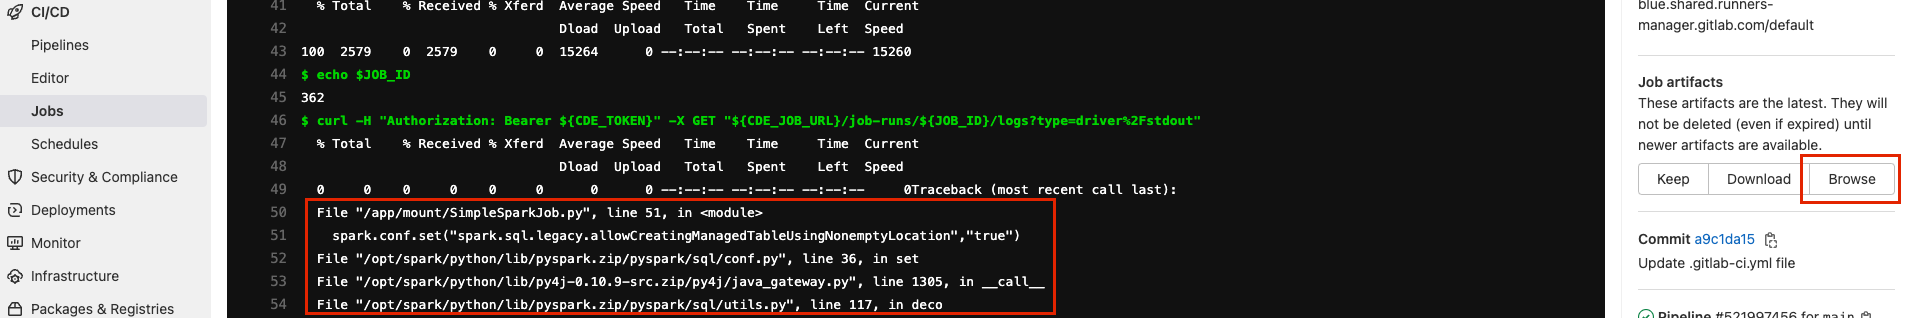 CI/CD
Pipelines
Editor
Jobs
Schedules
Security & Compliance
Deployments
Monitor
Infrastructure
Packages & Registries
41 % Total % Received % Xferd Average Speed Time Time Time Current
42 Dload Upload Total Spent Left Speed
43 100 2579 0 2579 0 0 15264 0 --:--:-- --:--:-- --:--:-- 15260
44 $ echo $JOB_ID
45 362
46 $ curl -H "Authorization: Bearer ${CDE_TOKEN}" -X GET "${CDE_JOB_URL}/job-runs/${JOB_ID}/logs?type=driver%2Fstdout"
47 % Total % Received % Xferd Average Speed Time Time Time Current
48 Dload Upload Total Spent Left Speed
49 0 0 0 0 0 0 0 0 --:--:-- --:--:-- --:--:-- 0Traceback (most recent call last):
50 File "/app/mount/SimpleSparkJob.py", line 51, in <module>
51 spark.conf.set("spark.sql.legacy.allowCreatingManagedTableUsingNonemptyLocation","true")
52 File "/opt/spark/python/lib/pyspark.zip/pyspark/sql/conf.py", line 36, in set
53 File "/opt/spark/python/lib/py4j-0.10.9-src.zip/py4j/java_gateway.py", line 1305, in __call__
54 File "/opt/spark/python/lib/pyspark.zip/pyspark/sql/utils.py", line 117, in deco
blue.shared.runners-
manager.gitlab.com/default
Job artifacts
These artifacts are the latest. They will
not be deleted (even if expired) until
newer artifacts are available.
Keep Download Browse
Commit a9c1da15
Update .gitlab-ci.yml file
Pipeline #521997456 for main